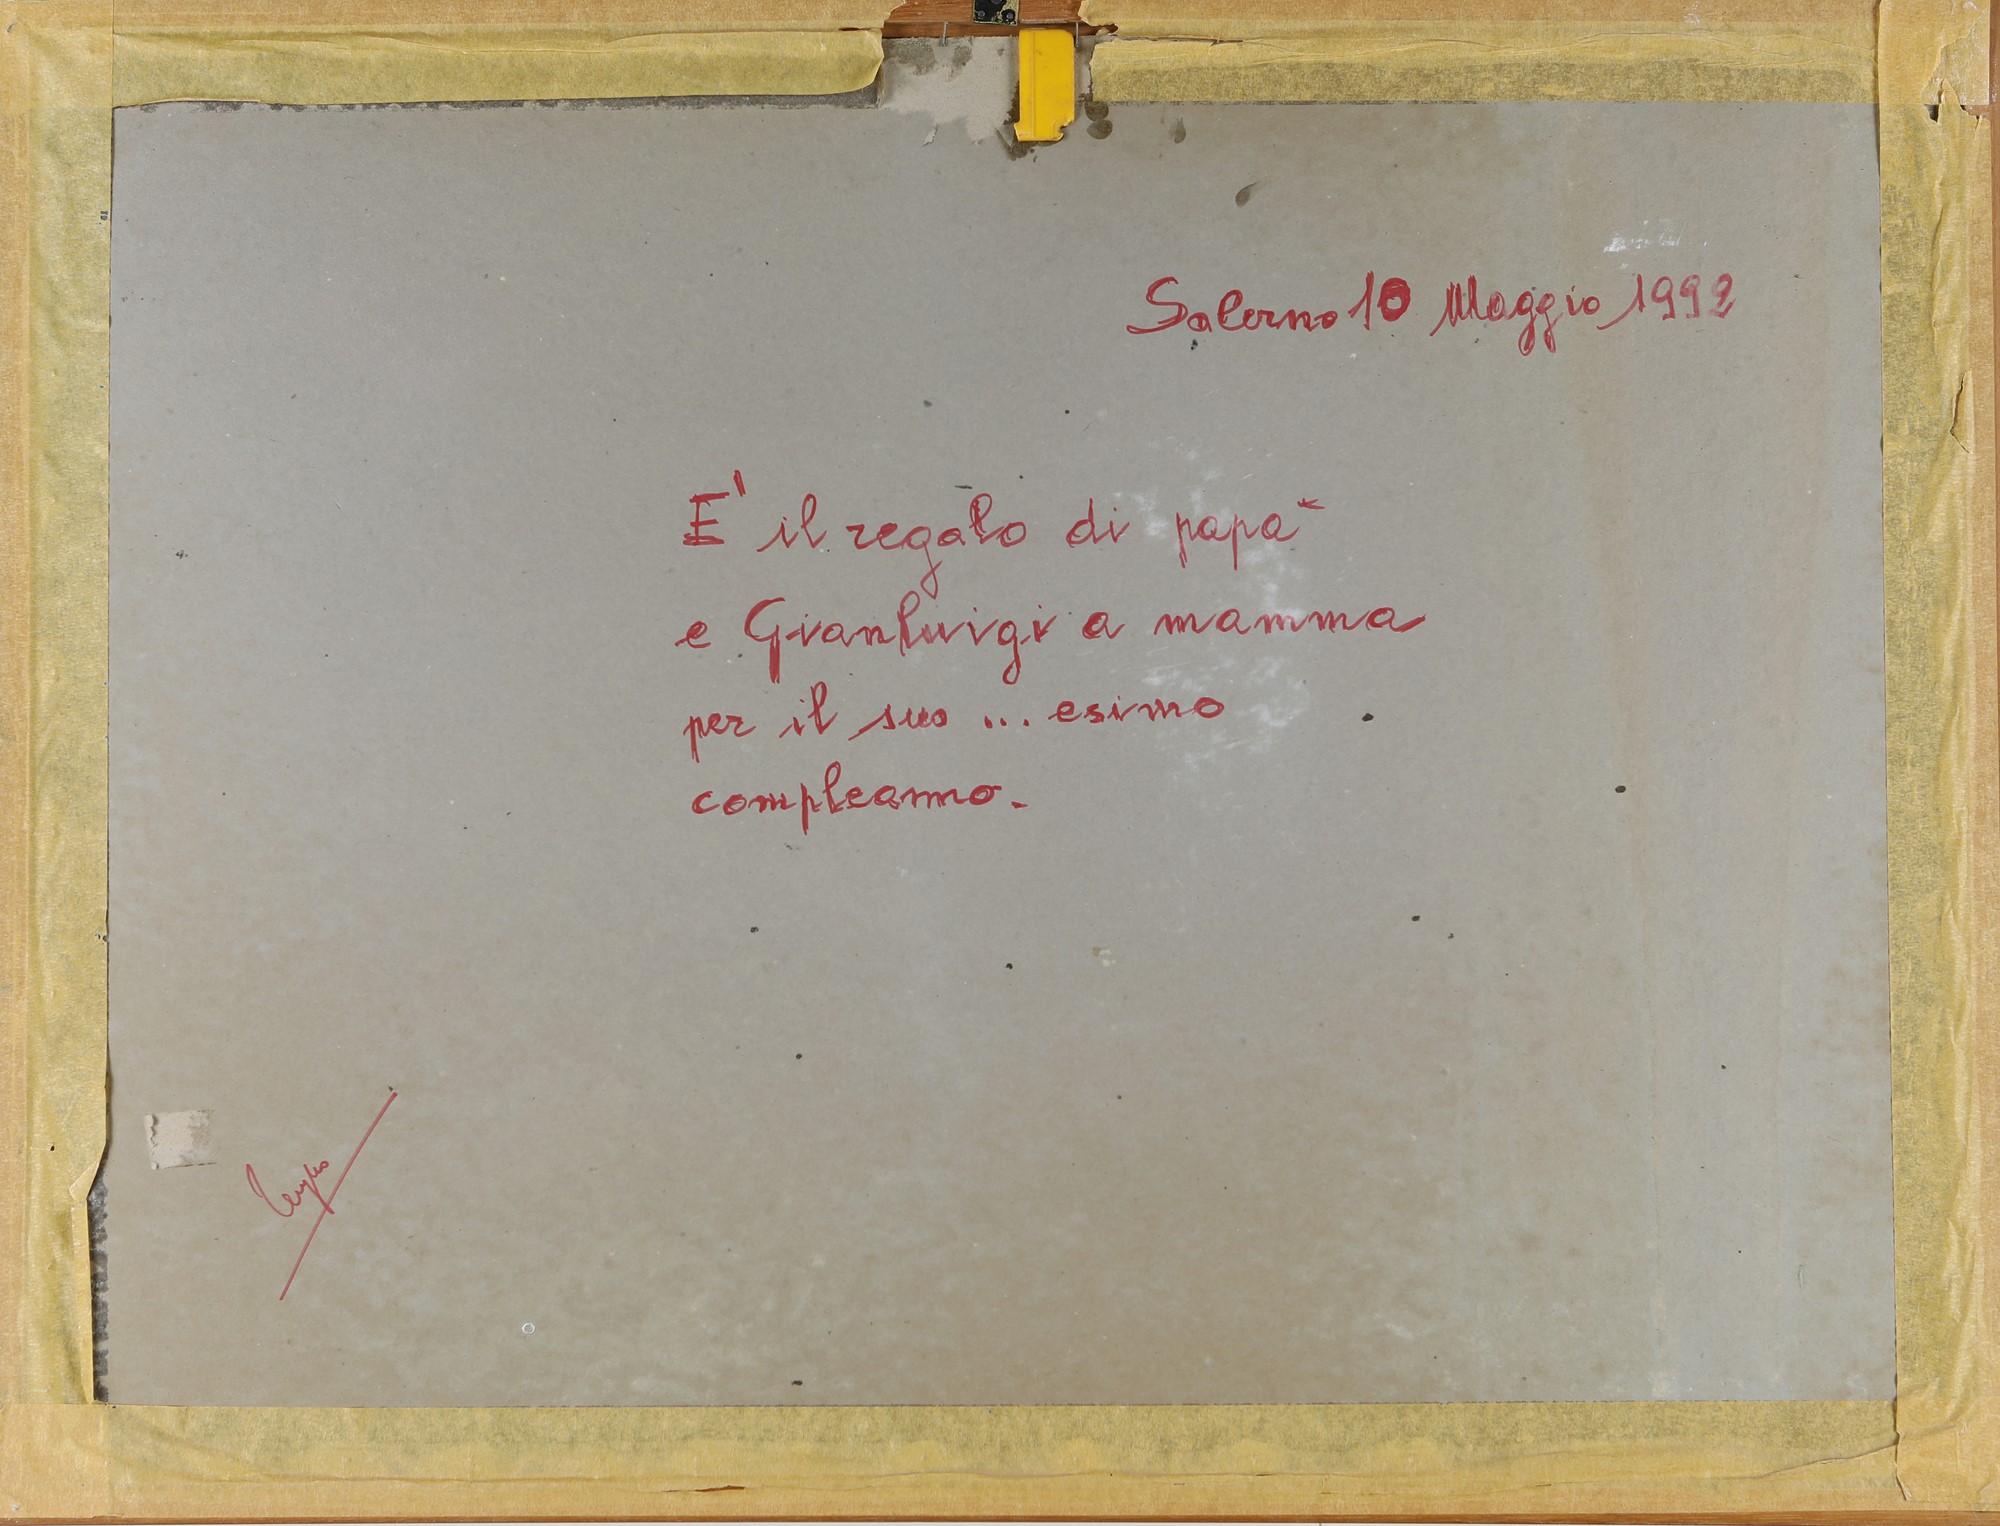 Salerno 10 Maggio 1992
E' il regalo di papà
e Gianluigi a mamma
per il suo ... esimo
compleanno.